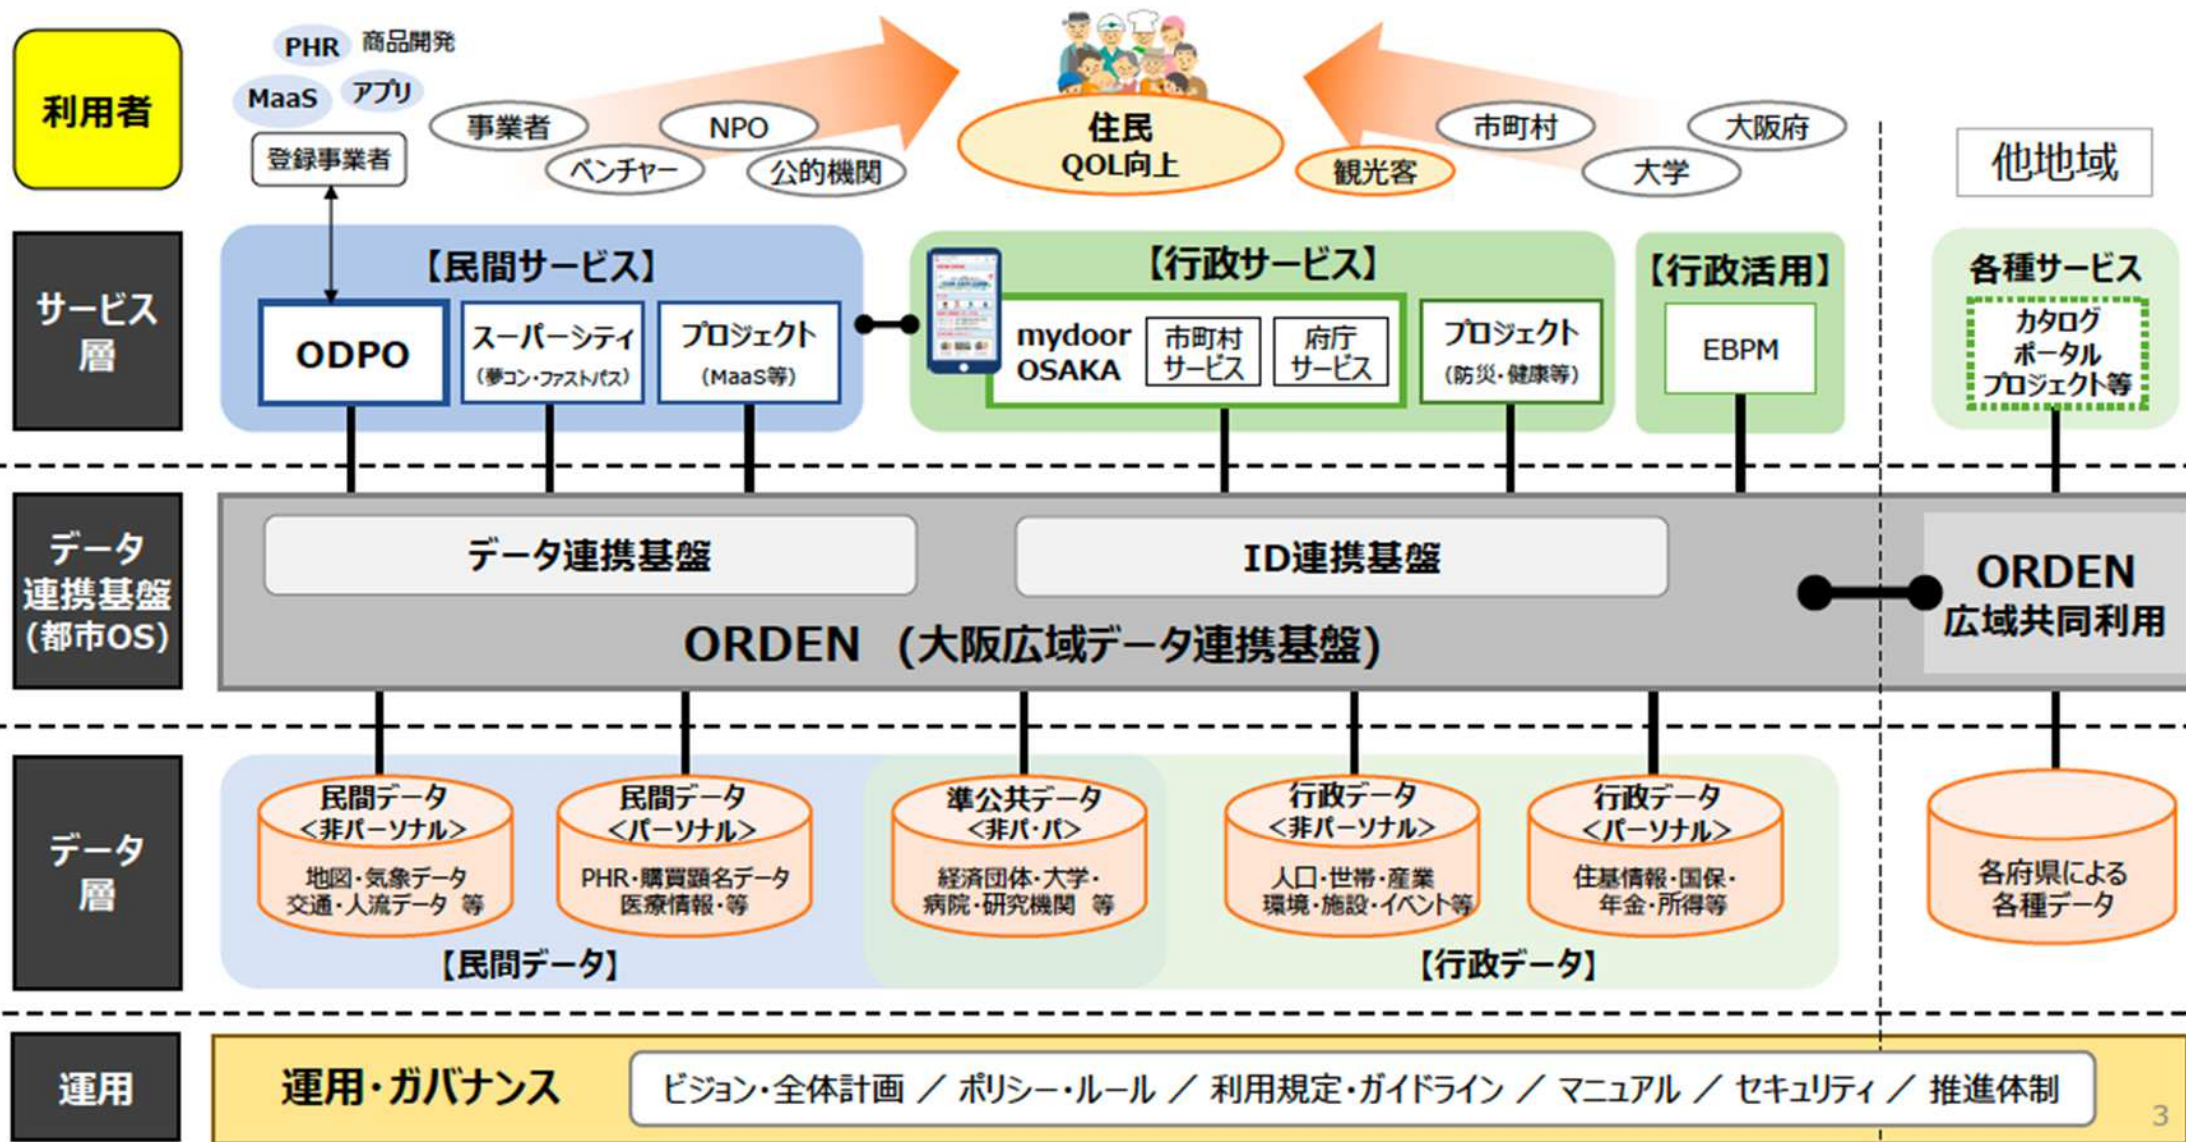 利用者
PHR
商品開発
MaaS
アプリ
登録事業者
事業者
ベンチャー
NPO
公的機関
住民
QOL向上
観光客
市町村
大学
大阪府
他地域
サービス
層
【民間サービス】
ODPO
スーパーシティ
(夢コン・ファストパス)
プロジェクト
(MaaS等)
【行政サービス】
mydoor
OSAKA
市町村
サービス
府庁
サービス
プロジェクト
(防災・健康等)
【行政活用】
EBPM
各種サービス
カタログ
ポータル
プロジェクト等
データ
連携基盤
(都市OS)
データ連携基盤
ID連携基盤
ORDEN (大阪広域データ連携基盤)
ORDEN
広域共同利用
データ
層
民間データ
<非パーソナル>
地図・気象データ
交通・人流データ 等
民間データ
<パーソナル>
PHR・購買顕名データ
医療情報・等
準公共データ
<非パ・パ>
経済団体・大学・
病院・研究機関 等
行政データ
<非パーソナル>
人口・世帯・産業
環境・施設・イベント等
行政データ
<パーソナル>
住基情報・国保・
年金・所得等
各府県による
各種データ
【民間データ】
【行政データ】
運用
運用・ガバナンス
ビジョン・全体計画 / ポリシー・ルール / 利用規定・ガイドライン / マニュアル / セキュリティ / 推進体制
3